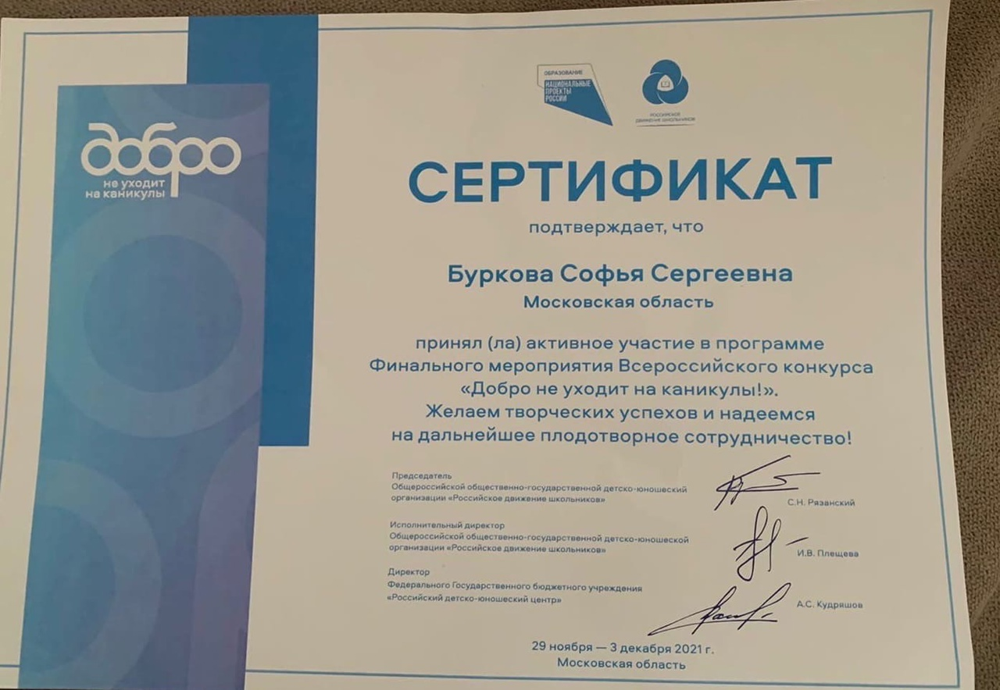 добро
не уходит
на каникулы
ОБРАЗОВАНИЕ
НАЦИОНАЛЬНЫЕ
ПРОЕКТЫ
РОССИИ
РОССИЙСКОЕ
ДВИЖЕНИЕ ШКОЛЬНИКОВ
СЕРТИФИКАТ
подтверждает, что
Буркова Софья Сергеевна
Московская область
принял (ла) активное участие в программе
Финального мероприятия Всероссийского конкурса
«Добро не уходит на каникулы!».
Желаем творческих успехов и надеемся
на дальнейшее плодотворное сотрудничество!
Председатель
Общероссийской общественно-государственной детско-юношеский
организации «Российское движение школьников»
С.Н. Рязанский
Исполнительный директор
Общероссийской общественно-государственной детско-юношеской
организации «Российское движение школьников»
И.В. Плещева
Директор
Федерального Государственного бюджетного учреждения
«Российский детско-юношеский центр»
А.С. Кудряшов
29 ноября — 3 декабря 2021 г.
Московская область